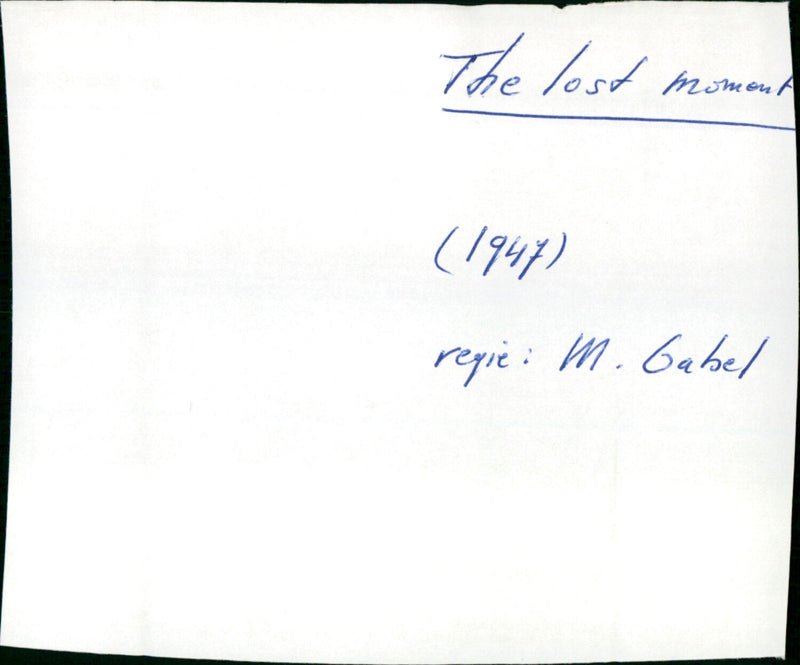 The lost moment
(1947)
regie: M. Gabel